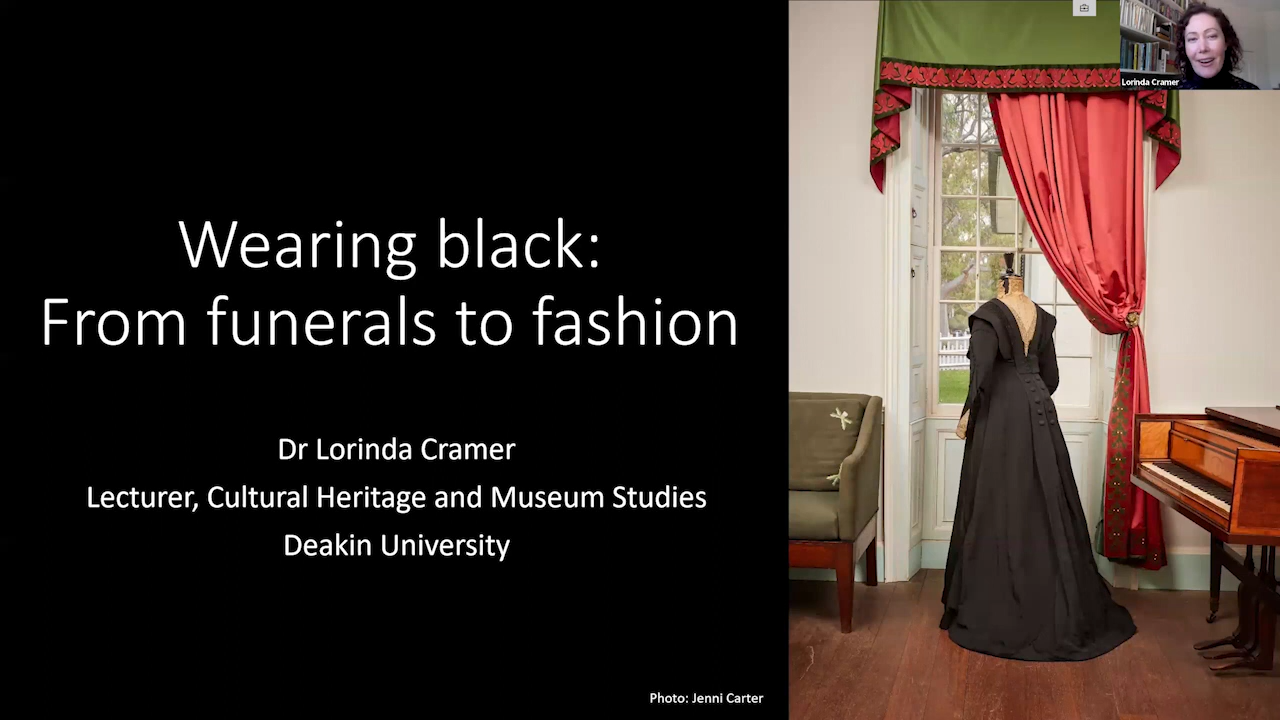 Wearing black:
From funerals to fashion
Dr Lorinda Cramer
Lecturer, Cultural Heritage and Museum Studies
Deakin University
Photo: Jenni Carter
Lorinda Cramer